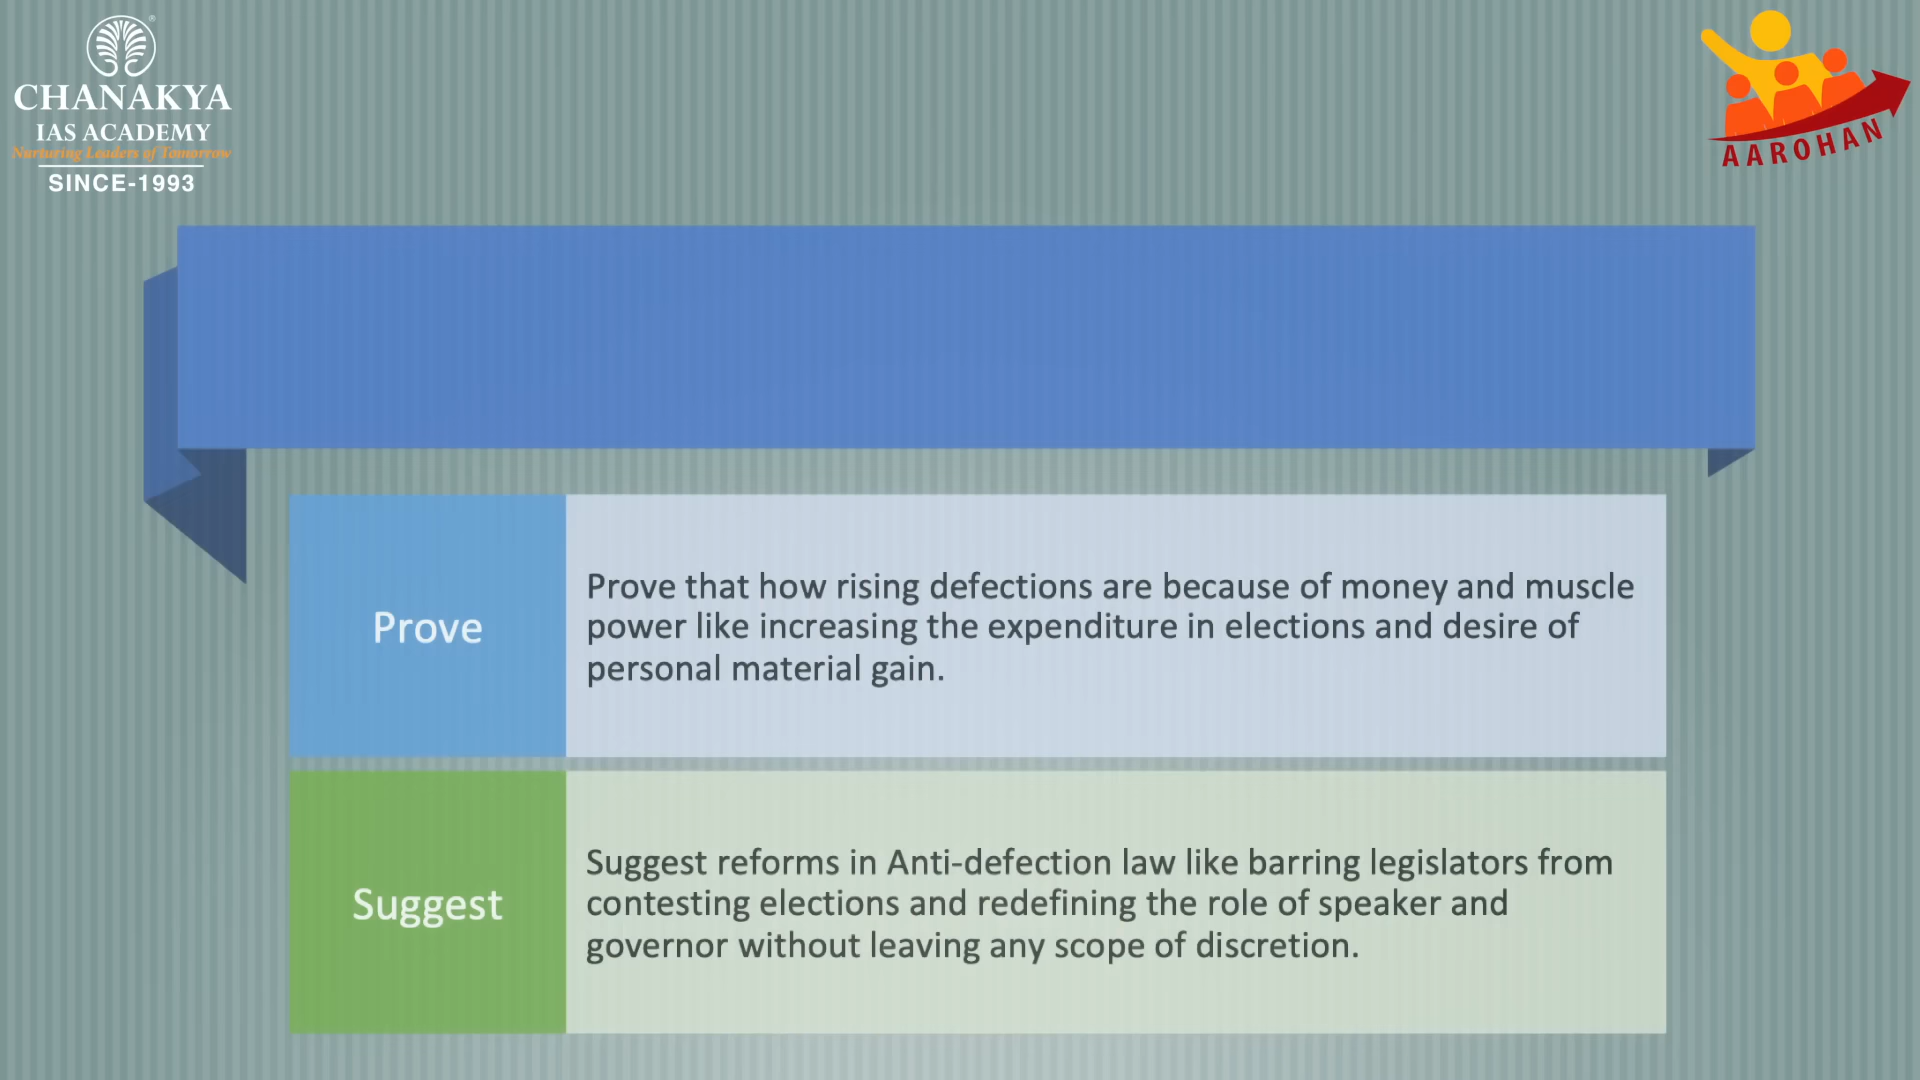 CHANAKYA
IAS ACADEMY
Nurturing Leaders of Tomorrow
SINCE-1993
AAROHAN
Prove
Prove that how rising defections are because of money and muscle
power like increasing the expenditure in elections and desire of
personal material gain.
Suggest
Suggest reforms in Anti-defection law like barring legislators from
contesting elections and redefining the role of speaker and
governor without leaving any scope of discretion.